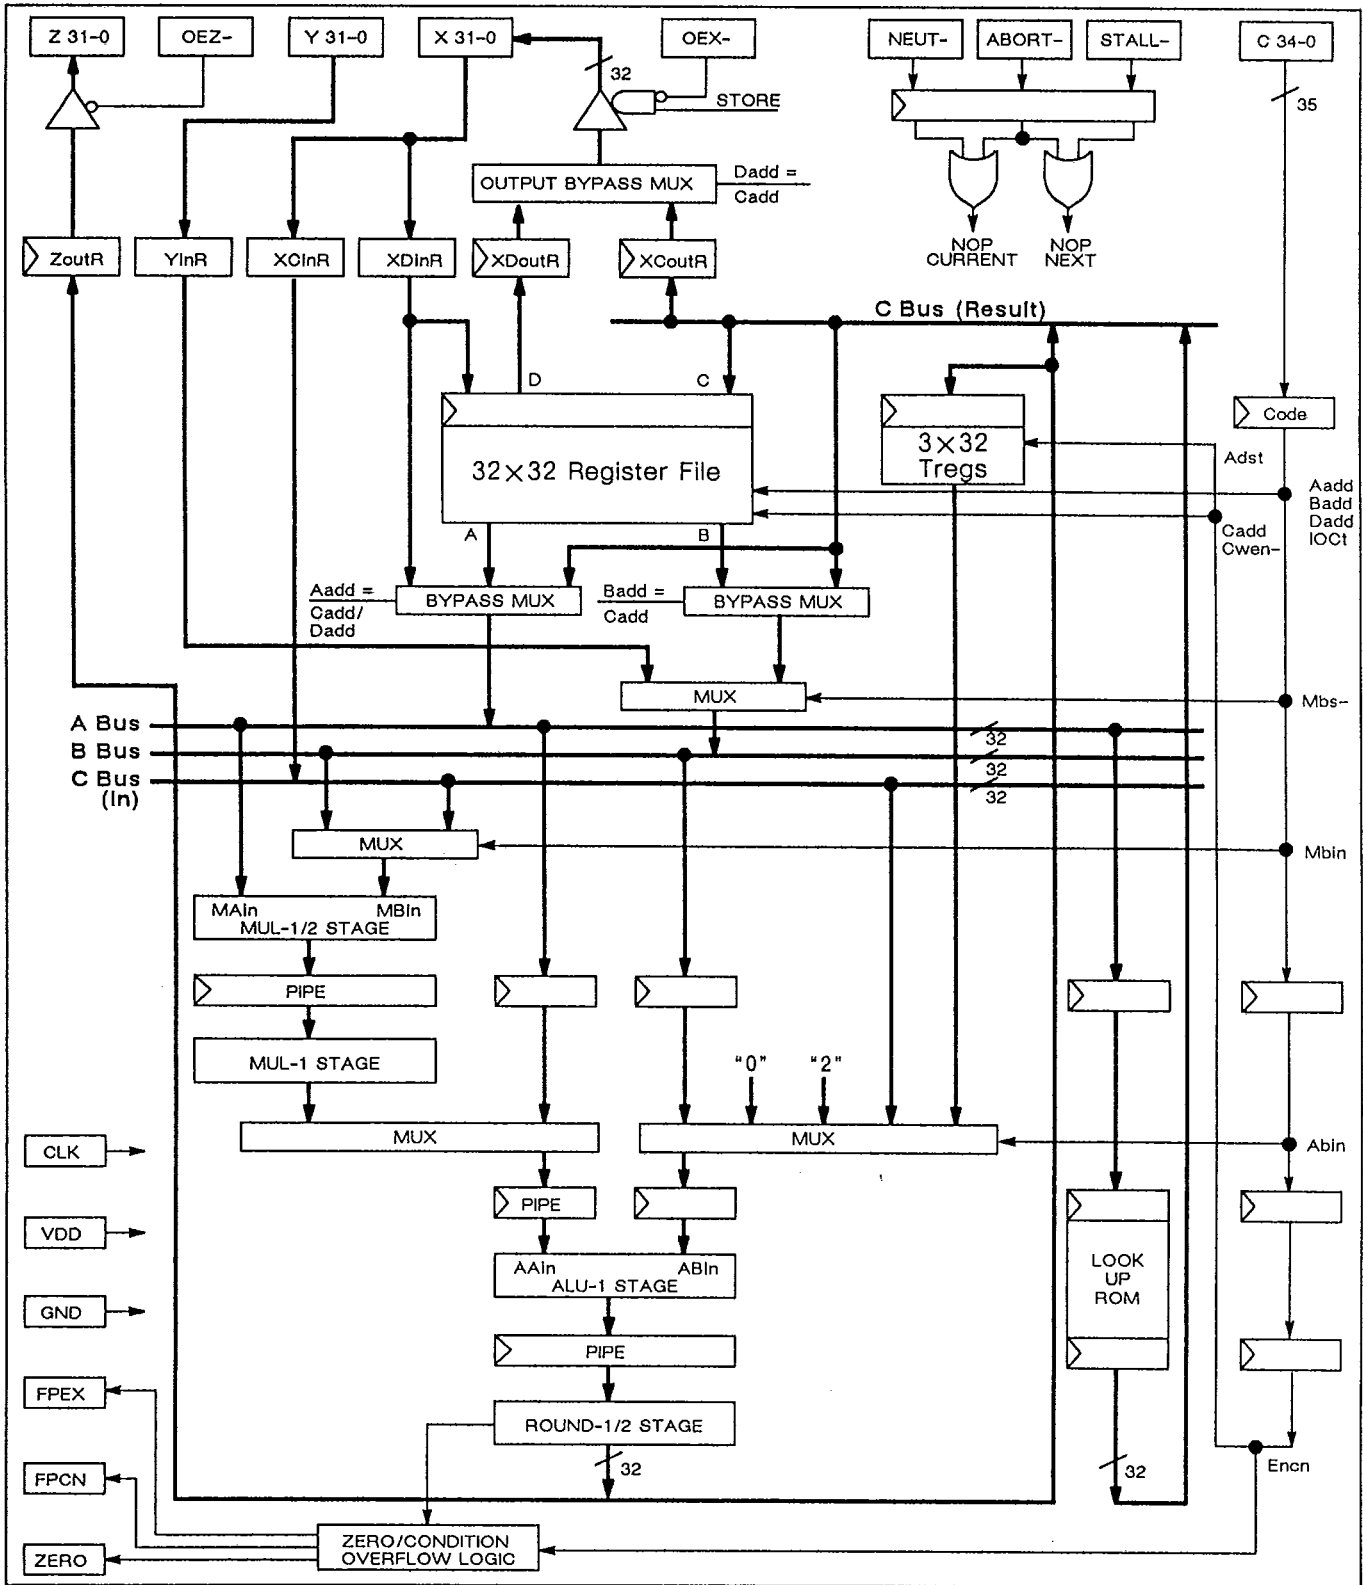 Z 31-0
OEZ-
Y 31-0
X 31-0
OEX-
NEUT-
ABORT-
STALL-
C 34-0
32
STORE
35
OUTPUT BYPASS MUX
Dadd =
Cadd
NOP
CURRENT
NOP
NEXT
ZoutR
YInR
XCInR
XDInR
XDoutR
XCoutR
C Bus (Result)
D
C
Code
32×32 Register File
3×32
Tregs
Adst
Aadd
Badd
Dadd
IOCt
Cadd
Cwen-
A
B
Aadd =
Cadd/
Dadd
BYPASS MUX
Badd =
Cadd
BYPASS MUX
MUX
Mbs-
A Bus
32
B Bus
32
C Bus
(In)
32
MUX
Mbin
MAin
MBin
MUL-1/2 STAGE
PIPE
MUL-1 STAGE
"0"
"2"
MUX
MUX
Abin
CLK
PIPE
VDD
AAin
ABin
ALU-1 STAGE
LOOK
UP
ROM
GND
PIPE
FPEX
ROUND-1/2 STAGE
32
32
Encn
FPCN
ZERO/CONDITION
OVERFLOW LOGIC
ZERO